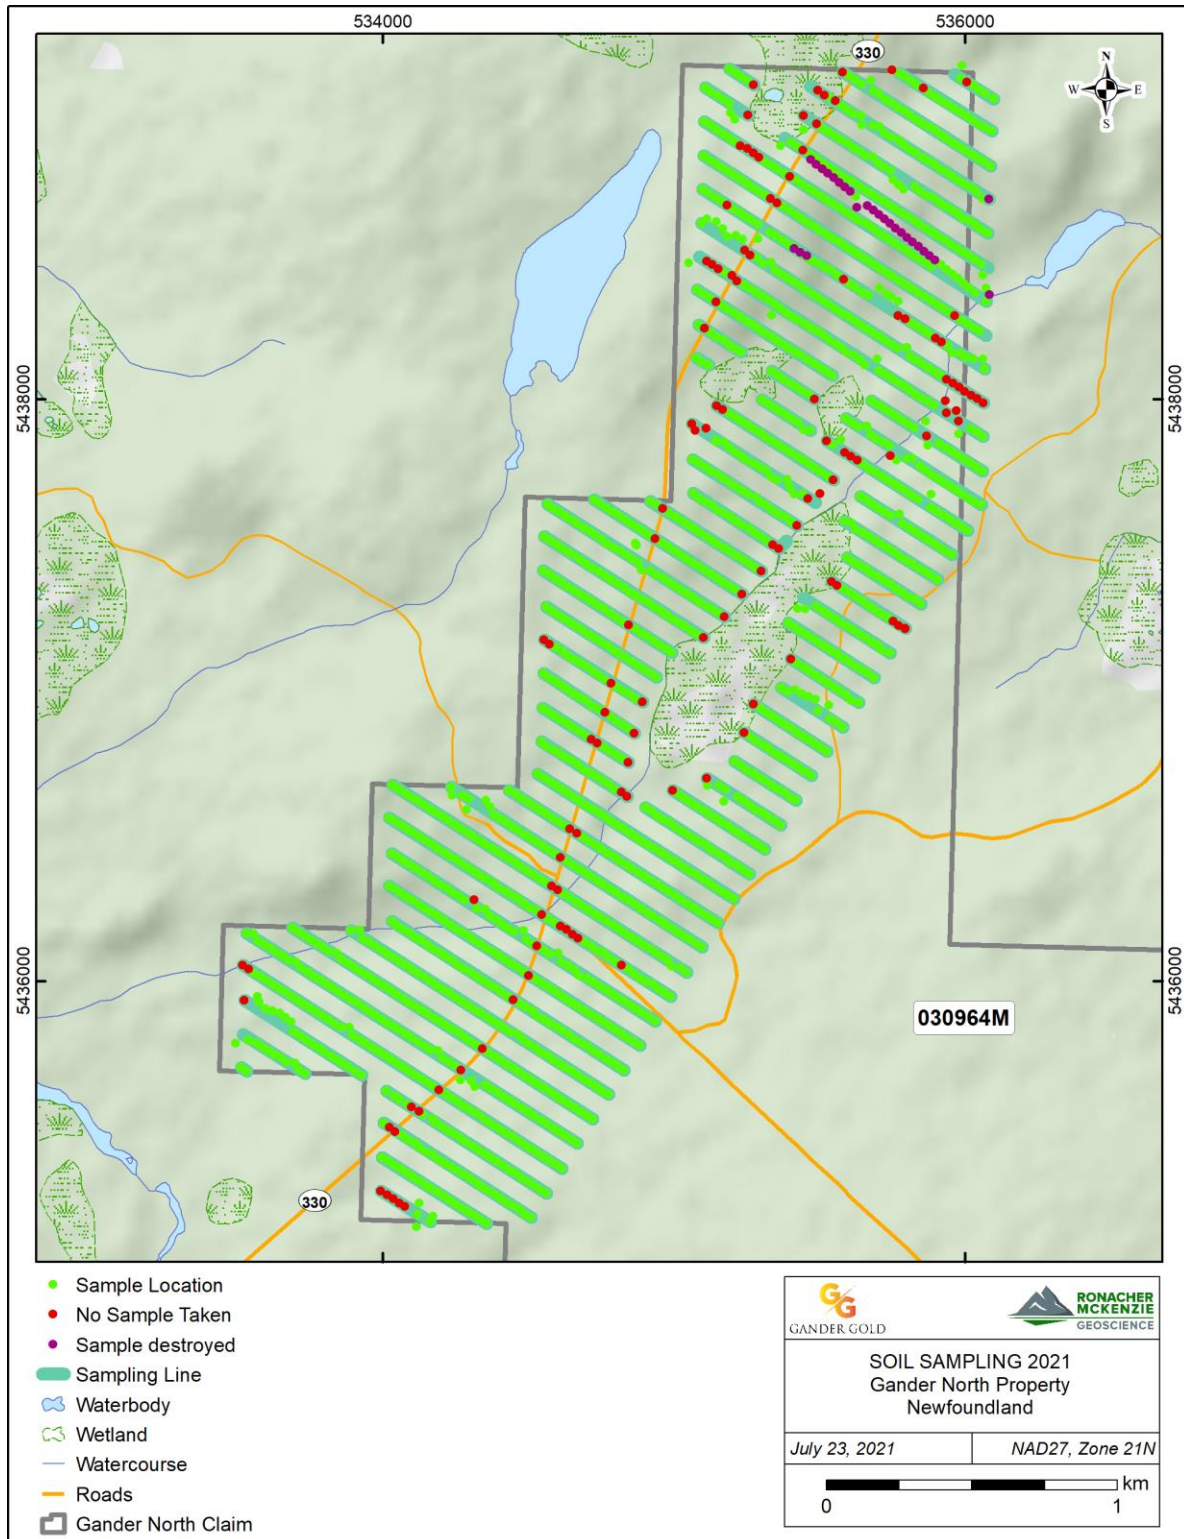 534000
536000
330
N
W
E
S
5438000
5438000
5436000
5436000
030964M
330
Sample Location
No Sample Taken
Sample destroyed
Sampling Line
Waterbody
Wetland
Watercourse
Roads
Gander North Claim
GANDER GOLD
RONACHER
MCKENZIE
GEOSCIENCE
SOIL SAMPLING 2021
Gander North Property
Newfoundland
July 23, 2021
NAD27, Zone 21N
km
0
1